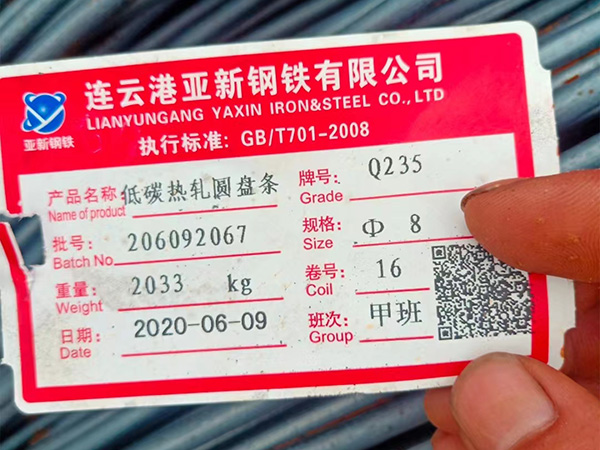 连云港亚新钢铁有限公司
LIANYUNGANG YAXIN IRON&STEEL CO.,LTD
亚新钢铁
执行标准: GB/T701-2008
产品名称: 低碳热轧圆盘条 牌号: Q235
Name of product Grade
批号: 206092067 规格: Φ 8
Batch No Size
重量: 2033 kg 卷号: 16
Weight Coil
日期: 2020-06-09 班次: 甲班
Date Group